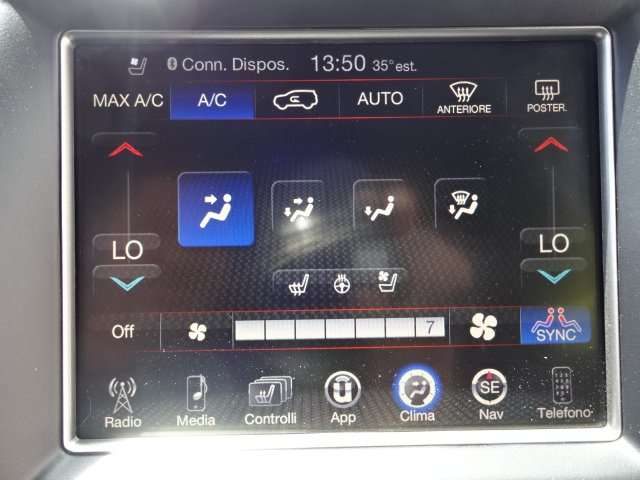 Conn. Dispos. 13:50 35° est.
MAX A/C A/C AUTO ANTERIORE POSTER.
LO LO
Off 7 SYNC
Radio Media Controlli App Clima SE Nav Telefono